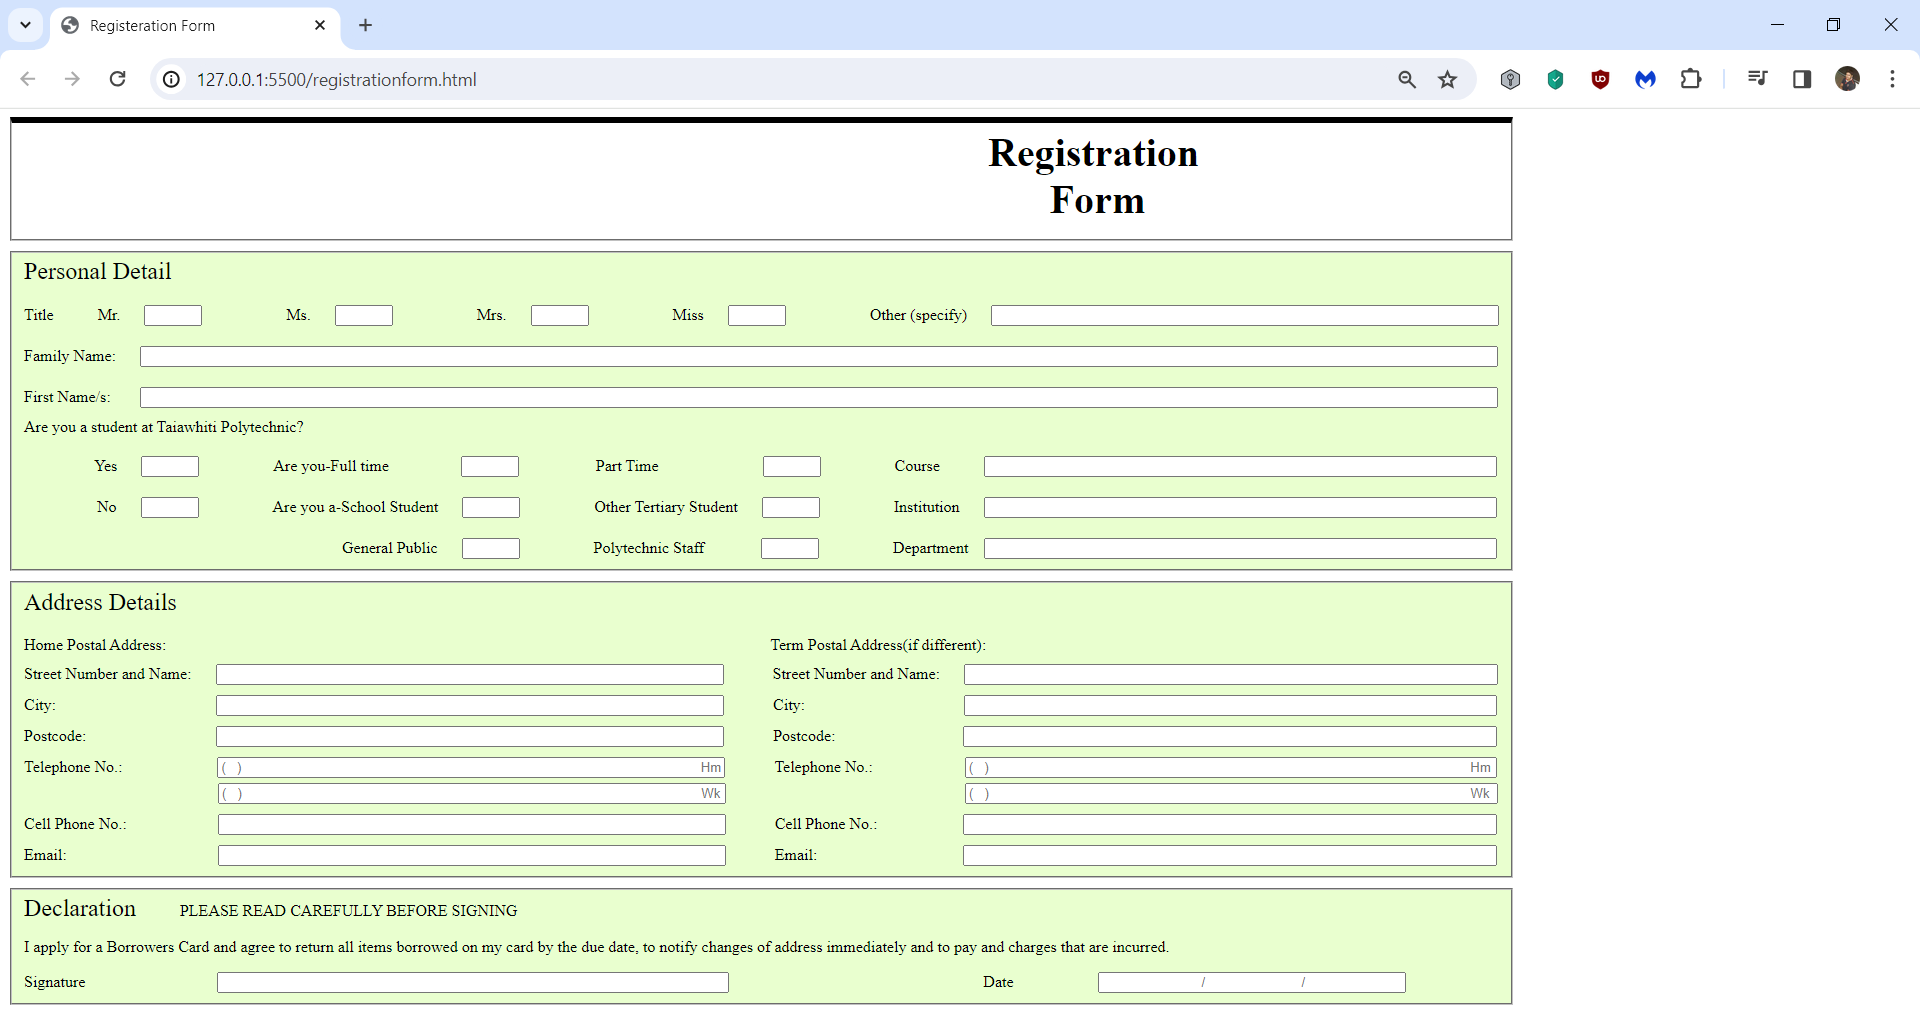 Registeration Form
127.0.0.1:5500/registrationform.html
Registration
Form
Personal Detail
Title Mr. Ms. Mrs. Miss Other (specify)
Family Name:
First Name/s:
Are you a student at Taiawhiti Polytechnic?
Yes Are you-Full time Part Time Course
No Are you a-School Student Other Tertiary Student Institution
General Public Polytechnic Staff Department
Address Details
Home Postal Address: Term Postal Address(if different):
Street Number and Name: Street Number and Name:
City: City:
Postcode: Postcode:
Telephone No.: ( ) Hm Telephone No.: ( ) Hm
( ) Wk ( ) Wk
Cell Phone No.: Cell Phone No.:
Email: Email:
Declaration PLEASE READ CAREFULLY BEFORE SIGNING
I apply for a Borrowers Card and agree to return all items borrowed on my card by the due date, to notify changes of address immediately and to pay and charges that are incurred.
Signature Date / /